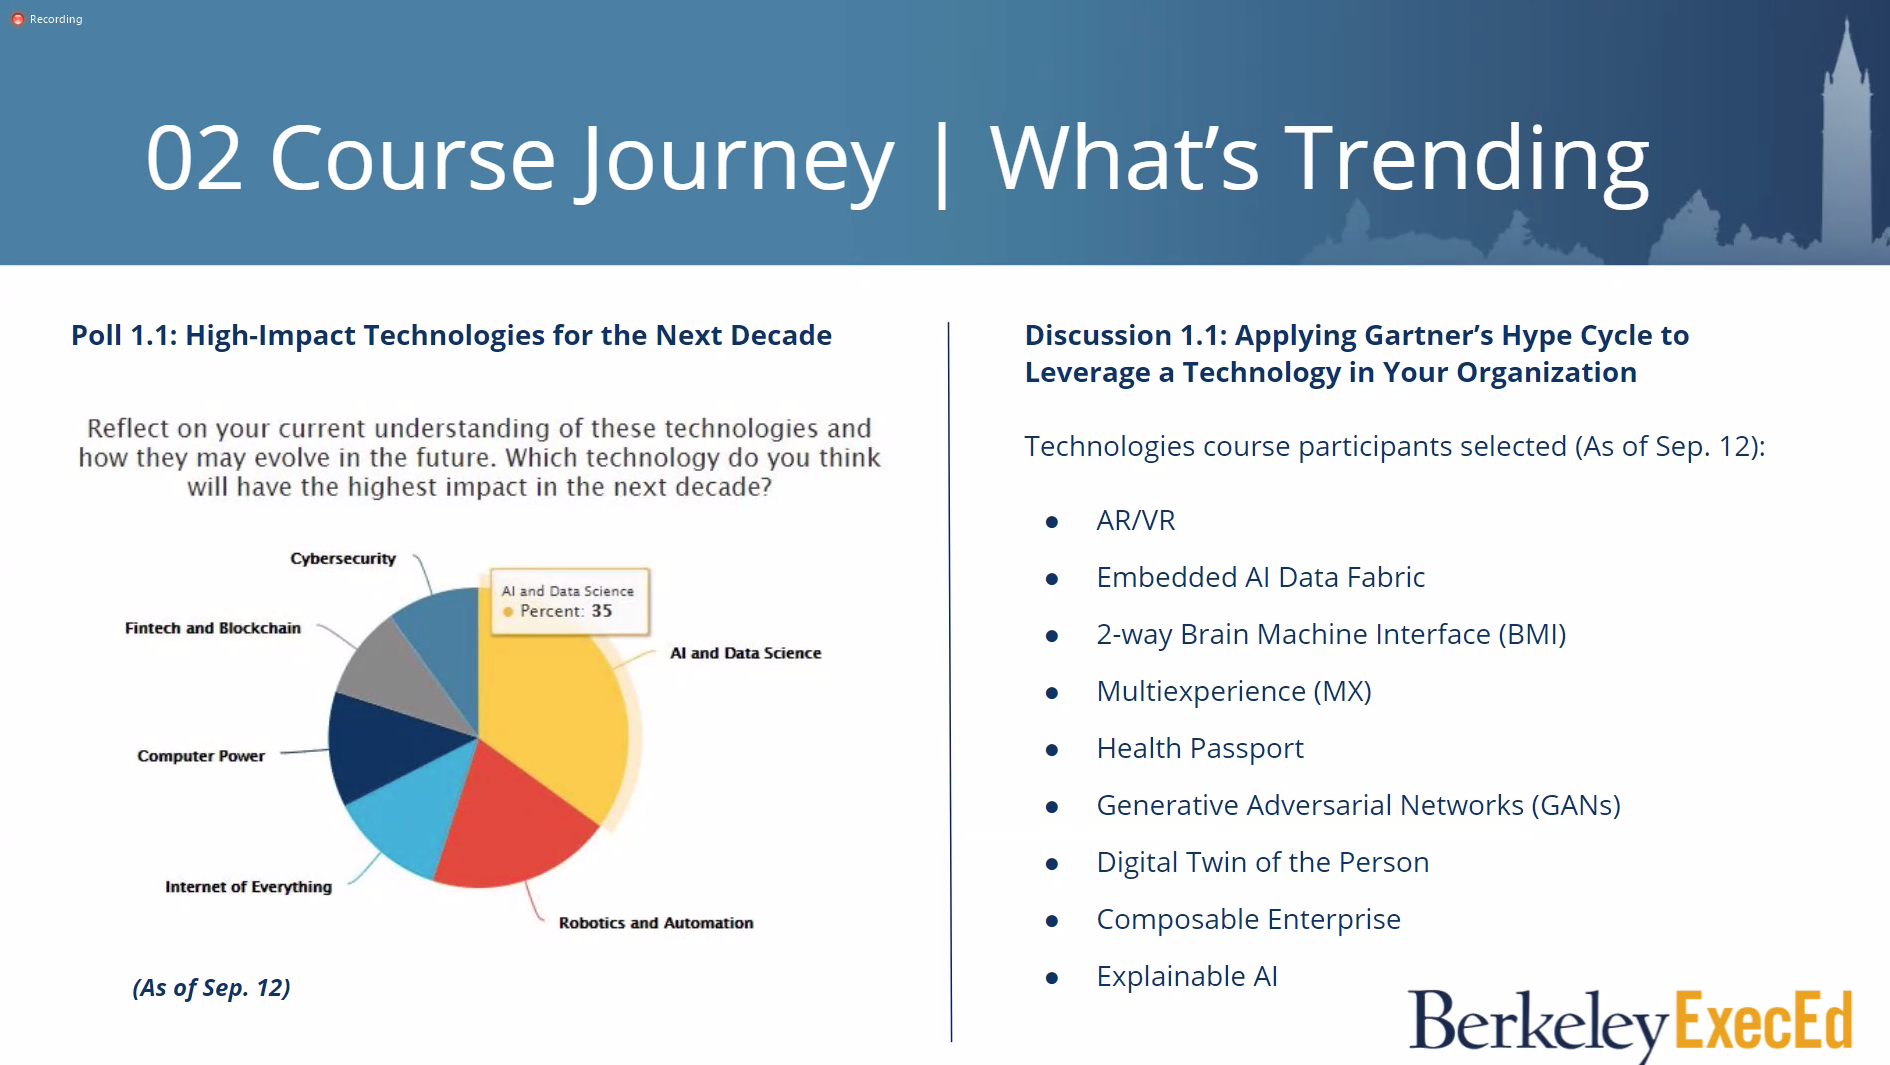 Recording
02 Course Journey | What’s Trending
Poll 1.1: High-Impact Technologies for the Next Decade
Reflect on your current understanding of these technologies and
how they may evolve in the future. Which technology do you think
will have the highest impact in the next decade?
Cybersecurity
AI and Data Science
Percent: 35
Fintech and Blockchain
AI and Data Science
Computer Power
Internet of Everything
Robotics and Automation
(As of Sep. 12)
Discussion 1.1: Applying Gartner’s Hype Cycle to
Leverage a Technology in Your Organization
Technologies course participants selected (As of Sep. 12):
● AR/VR
● Embedded AI Data Fabric
● 2-way Brain Machine Interface (BMI)
● Multiexperience (MX)
● Health Passport
● Generative Adversarial Networks (GANs)
● Digital Twin of the Person
● Composable Enterprise
● Explainable AI
Berkeley ExecEd